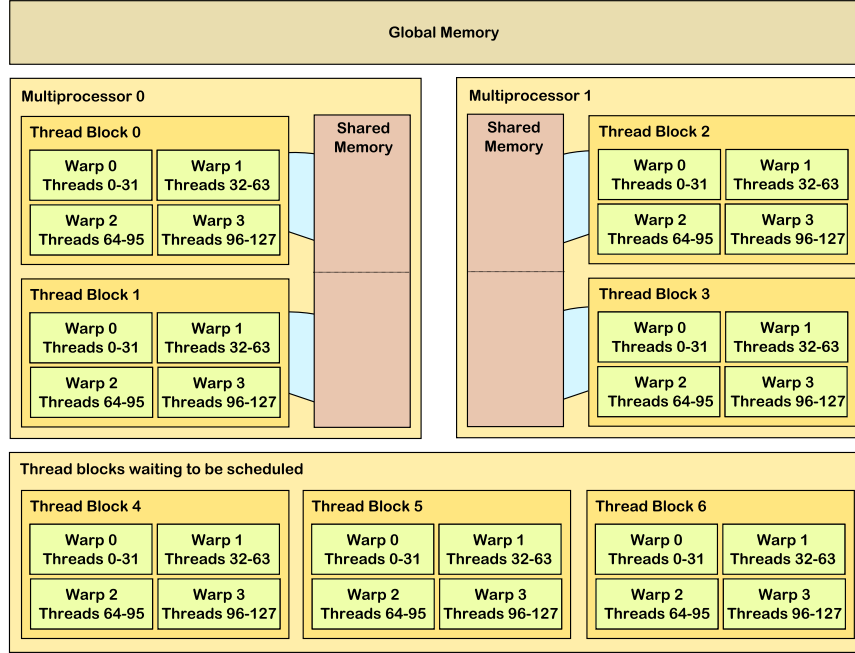 Global Memory
Multiprocessor 0
Thread Block 0
Warp 0
Threads 0-31
Warp 1
Threads 32-63
Warp 2
Threads 64-95
Warp 3
Threads 96-127
Shared
Memory
Thread Block 1
Warp 0
Threads 0-31
Warp 1
Threads 32-63
Warp 2
Threads 64-95
Warp 3
Threads 96-127
Multiprocessor 1
Shared
Memory
Thread Block 2
Warp 0
Threads 0-31
Warp 1
Threads 32-63
Warp 2
Threads 64-95
Warp 3
Threads 96-127
Thread Block 3
Warp 0
Threads 0-31
Warp 1
Threads 32-63
Warp 2
Threads 64-95
Warp 3
Threads 96-127
Thread blocks waiting to be scheduled
Thread Block 4
Warp 0
Threads 0-31
Warp 1
Threads 32-63
Warp 2
Threads 64-95
Warp 3
Threads 96-127
Thread Block 5
Warp 0
Threads 0-31
Warp 1
Threads 32-63
Warp 2
Threads 64-95
Warp 3
Threads 96-127
Thread Block 6
Warp 0
Threads 0-31
Warp 1
Threads 32-63
Warp 2
Threads 64-95
Warp 3
Threads 96-127